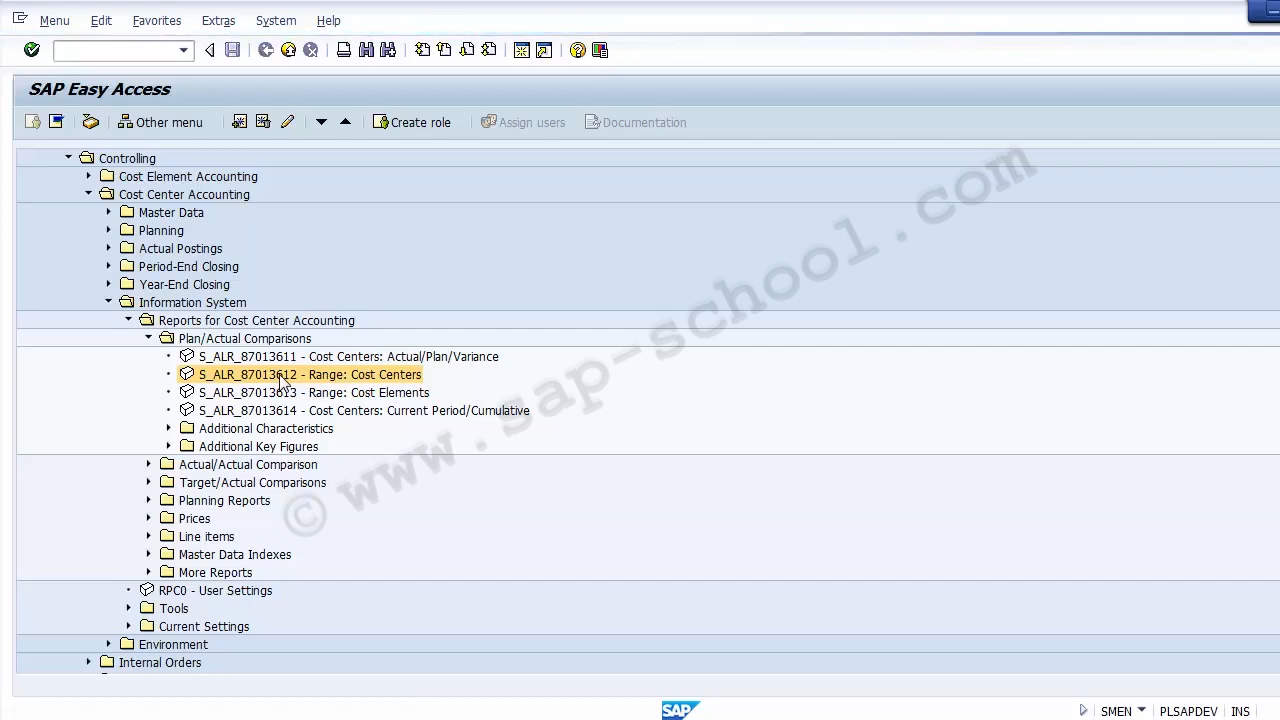 Menu Edit Favorites Extras System Help
SAP Easy Access
Other menu Create role Assign users Documentation
Controlling
Cost Element Accounting
Cost Center Accounting
Master Data
Planning
Actual Postings
Period-End Closing
Year-End Closing
Information System
Reports for Cost Center Accounting
Plan/Actual Comparisons
S_ALR_87013611 - Cost Centers: Actual/Plan/Variance
S_ALR_87013612 - Range: Cost Centers
S_ALR_87013613 - Range: Cost Elements
S_ALR_87013614 - Cost Centers: Current Period/Cumulative
Additional Characteristics
Additional Key Figures
Actual/Actual Comparison
Target/Actual Comparisons
Planning Reports
Prices
Line items
Master Data Indexes
More Reports
RPC0 - User Settings
Tools
Current Settings
Environment
Internal Orders
© www.sap-school.com
SAP SMEN PLSAPDEV INS